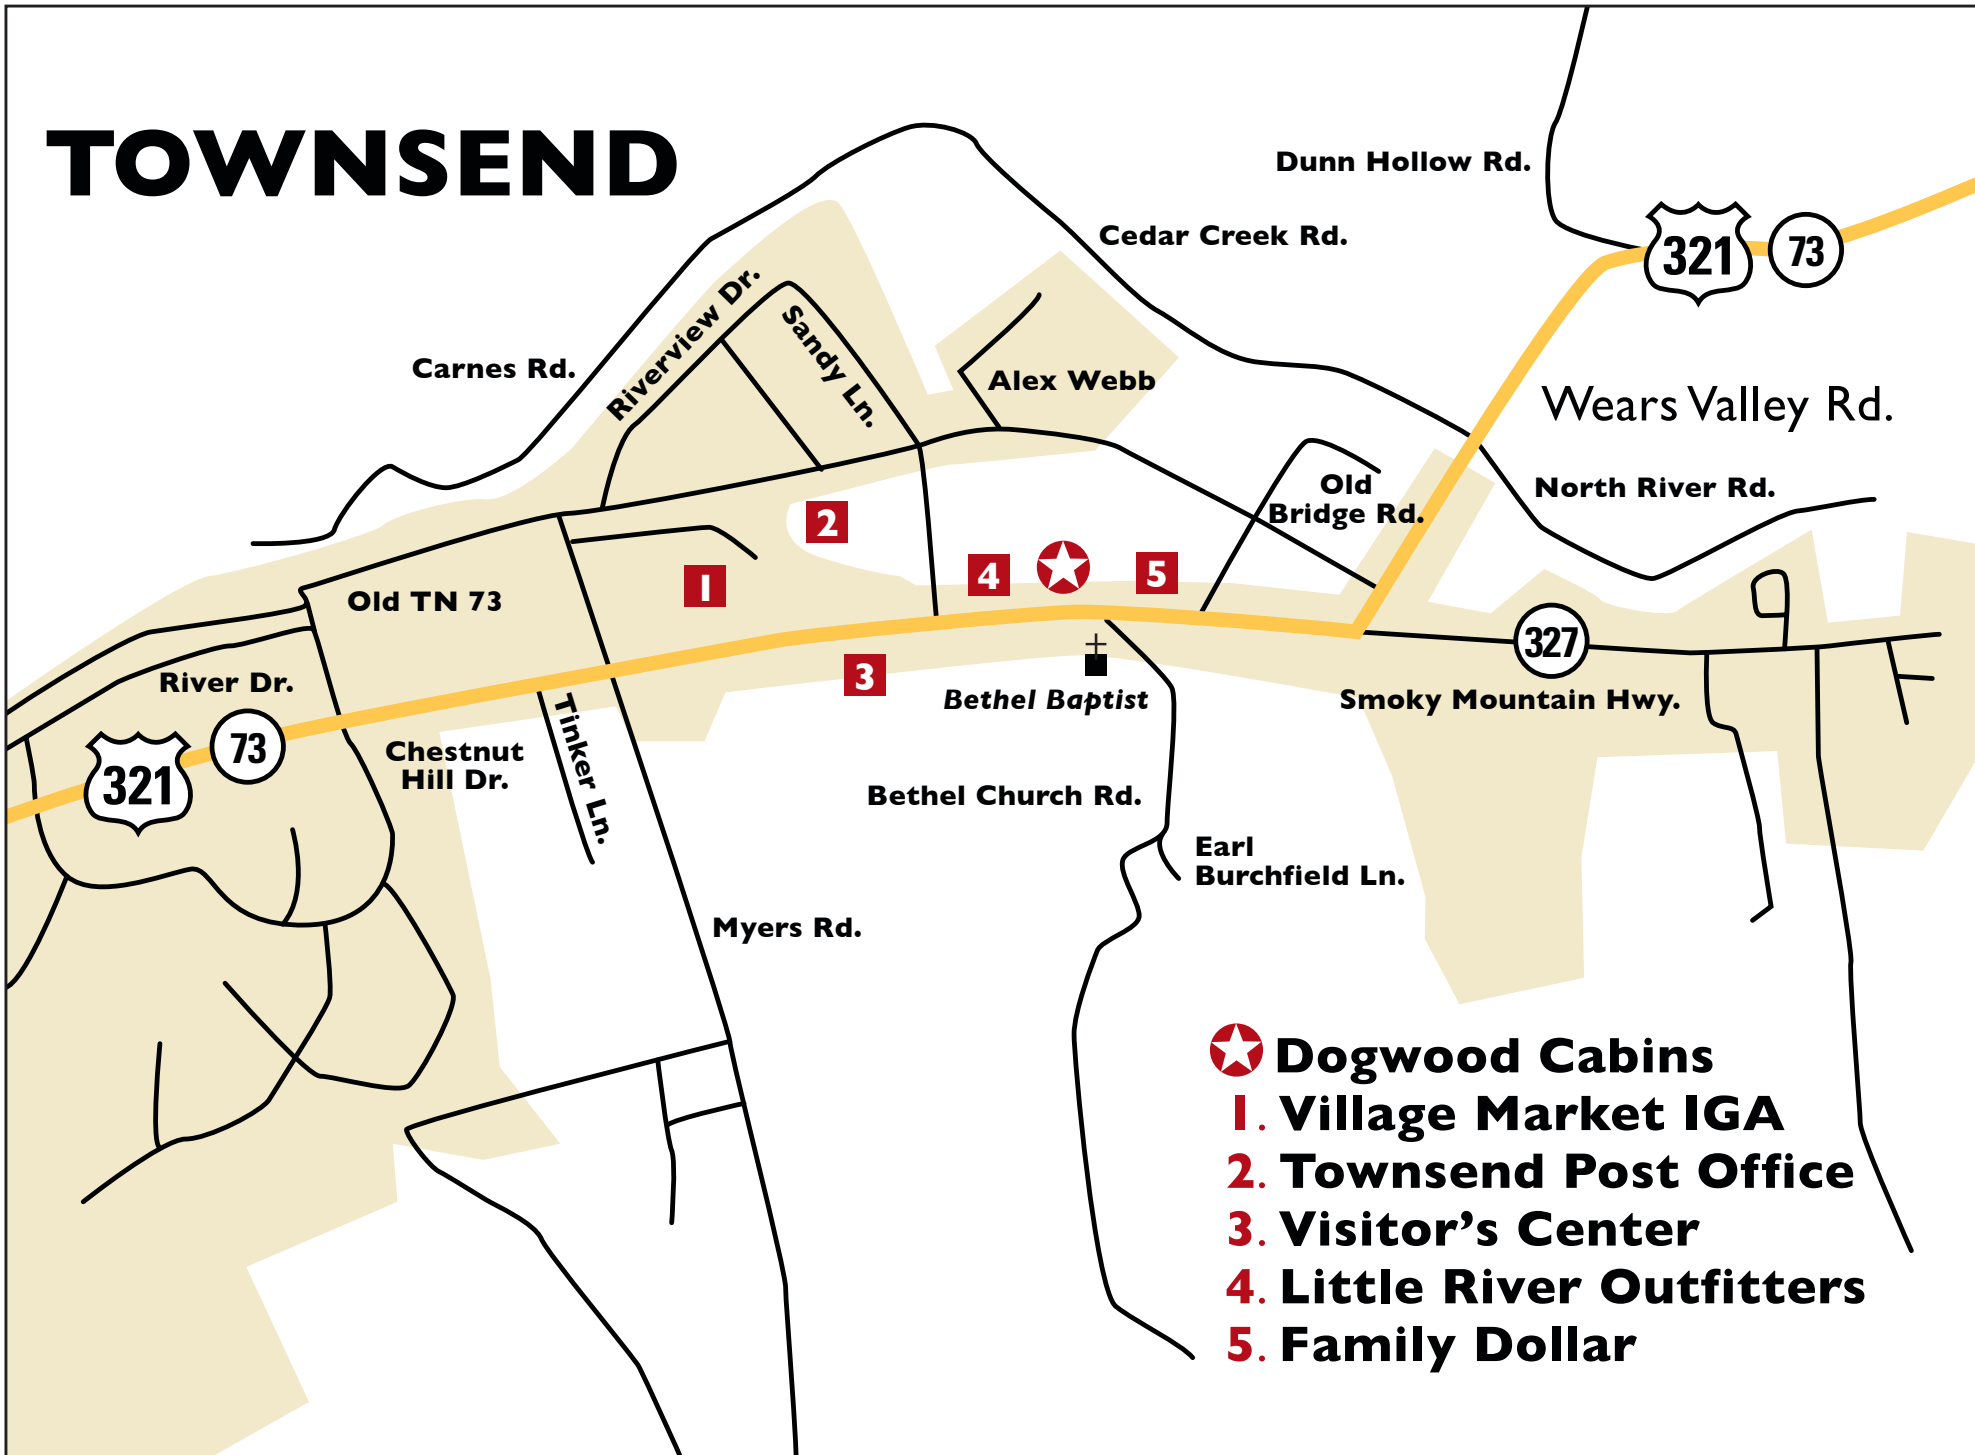 TOWNSEND
Dunn Hollow Rd.
Cedar Creek Rd.
321
73
Riverview Dr.
Sandy Ln.
Carnes Rd.
Alex Webb
Wears Valley Rd.
Old
Bridge Rd.
North River Rd.
2
1
4
5
Old TN 73
327
3
River Dr.
Bethel Baptist
Smoky Mountain Hwy.
73
321
Chestnut
Hill Dr.
Tinker Ln.
Bethel Church Rd.
Earl
Burchfield Ln.
Myers Rd.
Dogwood Cabins
1. Village Market IGA
2. Townsend Post Office
3. Visitor's Center
4. Little River Outfitters
5. Family Dollar